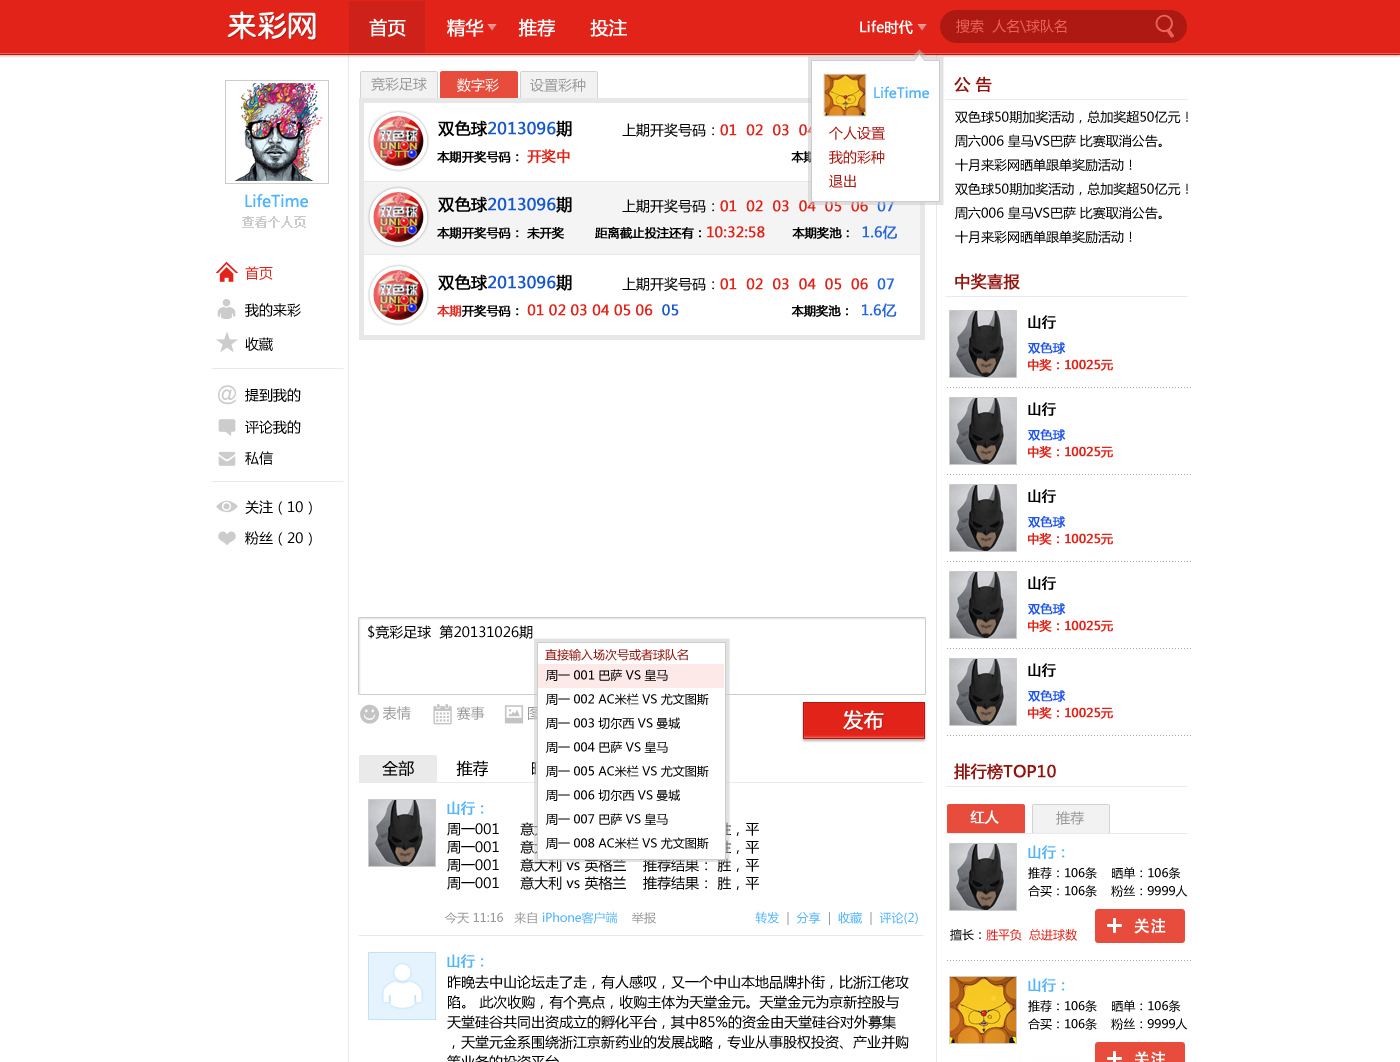 来彩网 首页 精华 推荐 投注 Life时代 搜索 人名\球队名
LifeTime
查看个人页
首页
我的来彩
收藏
提到我的
评论我的
私信
关注 ( 10 )
粉丝 ( 20 )
竞彩足球 数字彩 设置彩种
双色球2013096期 上期开奖号码：01 02 03
本期开奖号码： 开奖中
双色球2013096期 上期开奖号码：01 02 03 04 05 06 07
本期开奖号码： 未开奖 距离截止投注还有：10:32:58 本期奖池： 1.6亿
双色球2013096期 上期开奖号码：01 02 03 04 05 06 07
本期开奖号码： 01 02 03 04 05 06 05 本期奖池： 1.6亿
双色球
UNION
LOTTO
双色球
UNION
LOTTO
双色球
UNION
LOTTO
LifeTime
个人设置
我的彩种
退出
$竞彩足球 第20131026期
直接输入场次号或者球队名
周一 001 巴萨 VS 皇马
周一 002 AC米栏 VS 尤文图斯
周一 003 切尔西 VS 曼城
周一 004 巴萨 VS 皇马
周一 005 AC米栏 VS 尤文图斯
周一 006 切尔西 VS 曼城
周一 007 巴萨 VS 皇马
周一 008 AC米栏 VS 尤文图斯
表情 赛事
发布
全部 推荐
山行：
周一001 胜，平
周一001 胜，平
周一001 意大利 vs 英格兰 推荐结果： 胜，平
周一001 意大利 vs 英格兰 推荐结果： 胜，平
今天 11:16 来自 iPhone客户端 举报 转发 | 分享 | 收藏 | 评论(2)
山行：
昨晚去中山论坛走了走，有人感叹，又一个中山本地品牌扑街，比浙江佬攻
陷。 此次收购，有个亮点，收购主体为天堂金元。天堂金元为京新控股与
天堂硅谷共同出资成立的孵化平台，其中85%的资金由天堂硅谷对外募集
，天堂元金系围绕浙江京新药业的发展战略，专业从事股权投资、产业并购
等业务的投资平台
公 告
双色球50期加奖活动，总加奖超50亿元！
周六006 皇马VS巴萨 比赛取消公告。
十月来彩网晒单跟单奖励活动！
双色球50期加奖活动，总加奖超50亿元！
周六006 皇马VS巴萨 比赛取消公告。
十月来彩网晒单跟单奖励活动！
中奖喜报
山行
双色球
中奖：10025元
山行
双色球
中奖：10025元
山行
双色球
中奖：10025元
山行
双色球
中奖：10025元
山行
双色球
中奖：10025元
排行榜TOP10
红人 推荐
山行：
推荐：106条 晒单：106条
合买：106条 粉丝：9999人
擅长：胜平负 总进球数
关注
山行：
推荐：106条 晒单：106条
合买：106条 粉丝：9999人
关注